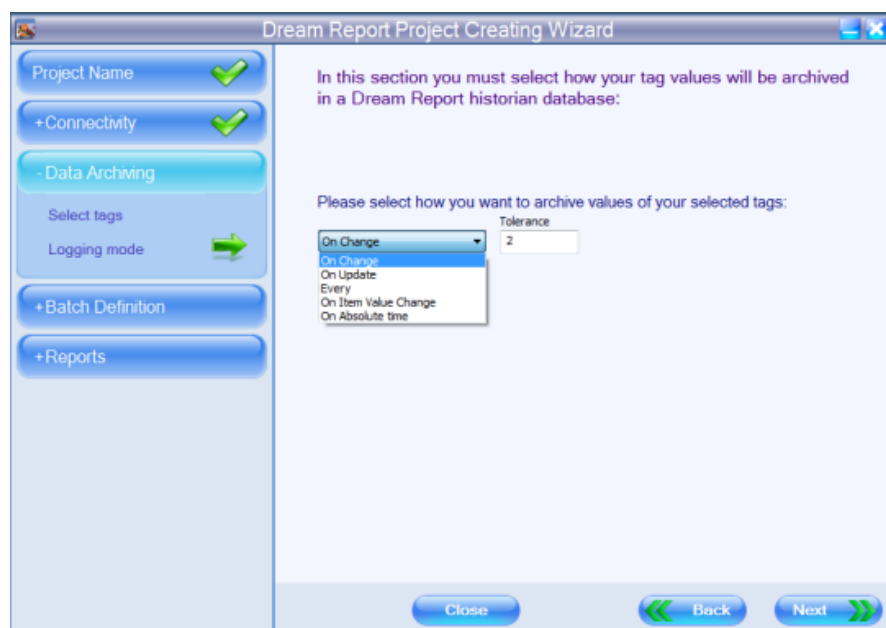 Dream Report Project Creating Wizard
Project Name
+Connectivity
- Data Archiving
Select tags
Logging mode
+Batch Definition
+Reports
In this section you must select how your tag values will be archived
in a Dream Report historian database:
Please select how you want to archive values of your selected tags:
Tolerance
On Change
2
On Change
On Update
Every
On Item Value Change
On Absolute time
Close
Back
Next